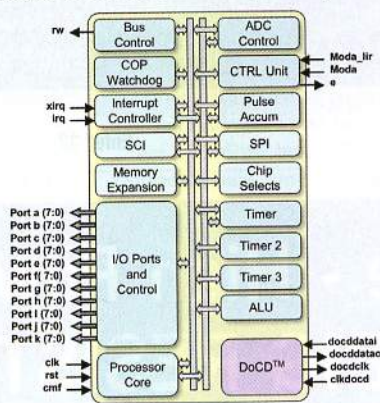 rw
Bus
Control
ADC
Control
COP
Watchdog
CTRL Unit
Moda_lir
Moda
e
xirq
irq
Interrupt
Controller
Pulse
Accum
SCI
SPI
Memory
Expansion
Chip
Selects
Port a (7:0)
Port b (7:0)
Port c (7:0)
Port d (7:0)
Port e (7:0)
Port f( 7:0)
Port g (7:0)
Port h (7:0)
Port I (7:0)
Port j (7:0)
Port k (7:0)
I/O Ports
and
Control
Timer
Timer 2
Timer 3
ALU
clk
rst
cmf
Processor
Core
DoCD™
docddatai
docddatao
docdclk
clkdocd